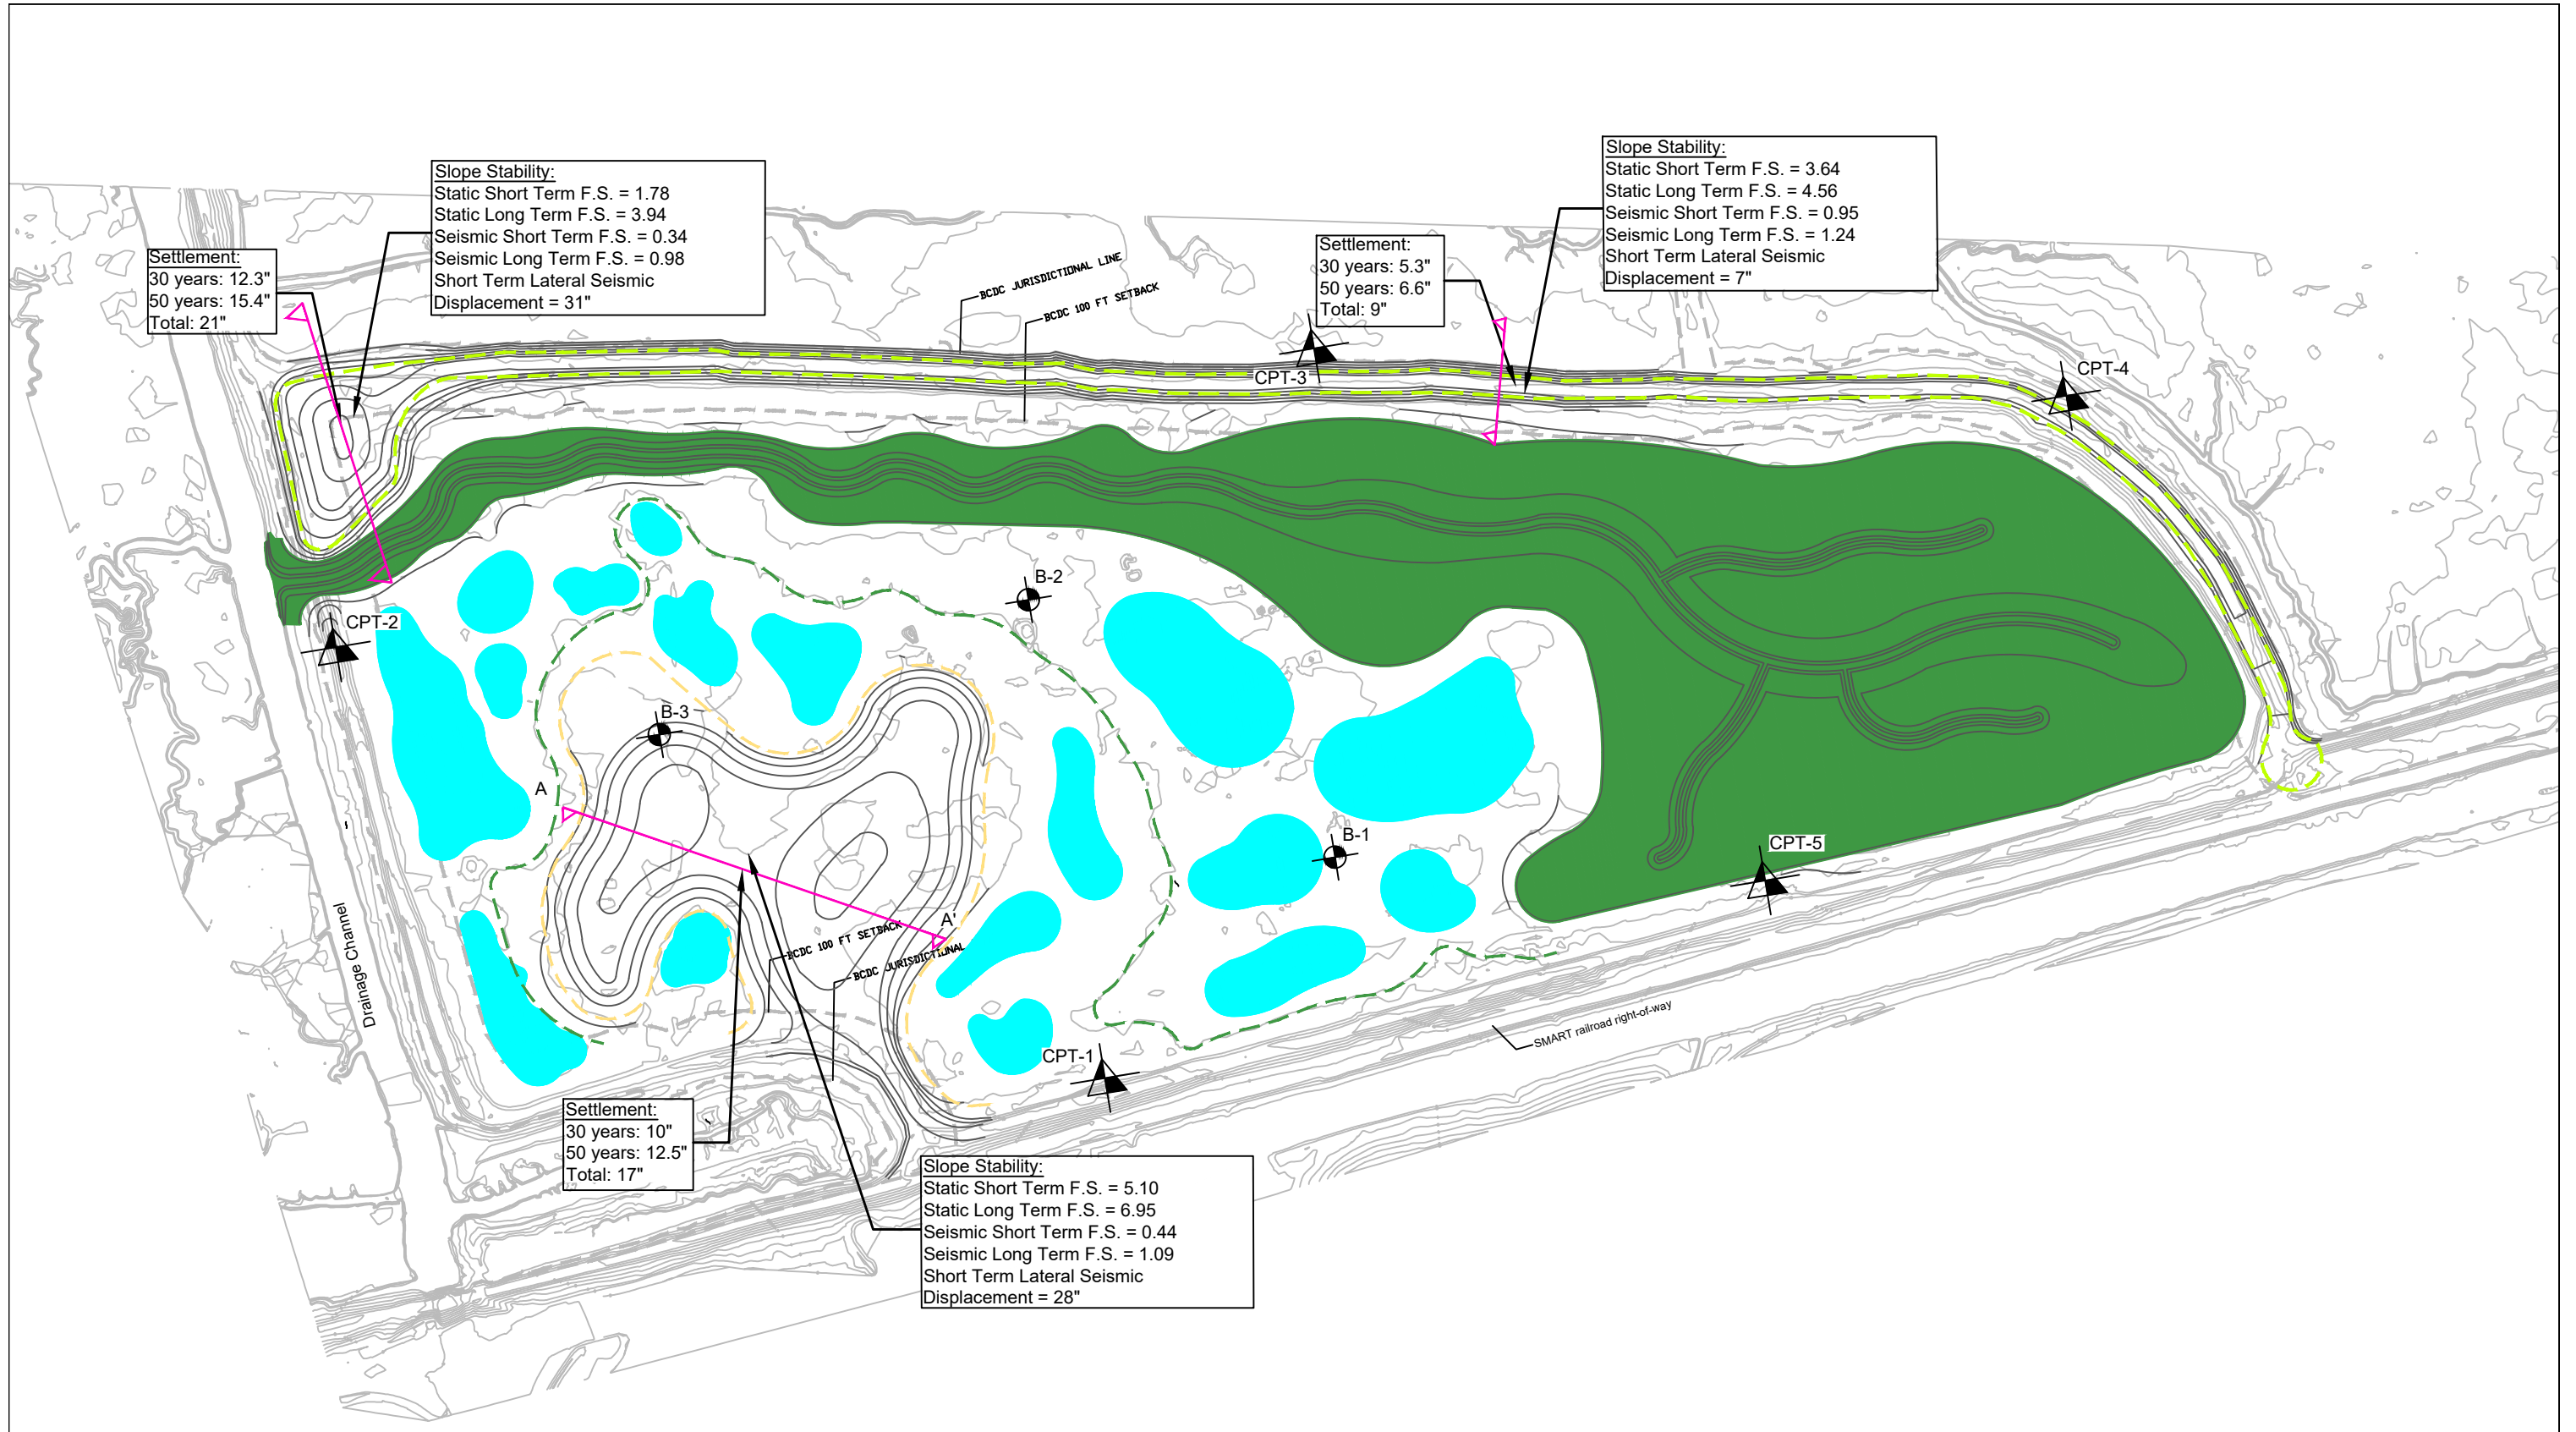 Slope Stability:
Static Short Term F.S. = 3.64
Static Long Term F.S. = 4.56
Seismic Short Term F.S. = 0.95
Seismic Long Term F.S. = 1.24
Short Term Lateral Seismic
Displacement = 7"
Slope Stability:
Static Short Term F.S. = 1.78
Static Long Term F.S. = 3.94
Seismic Short Term F.S. = 0.34
Seismic Long Term F.S. = 0.98
Short Term Lateral Seismic
Displacement = 31"
Settlement:
30 years: 12.3"
50 years: 15.4"
Total: 21"
Settlement:
30 years: 5.3"
50 years: 6.6"
Total: 9"
BCDC JURISDICTIONAL LINE
BCDC 100 FT SETBACK
CPT-3
CPT-4
CPT-2
B-2
B-3
A
B-1
CPT-5
A'
BCDC 100 FT SETBACK
BCDC JURISDICTIONAL
Drainage Channel
SMART railroad right-of-way
CPT-1
Settlement:
30 years: 10"
50 years: 12.5"
Total: 17"
Slope Stability:
Static Short Term F.S. = 5.10
Static Long Term F.S. = 6.95
Seismic Short Term F.S. = 0.44
Seismic Long Term F.S. = 1.09
Short Term Lateral Seismic
Displacement = 28"